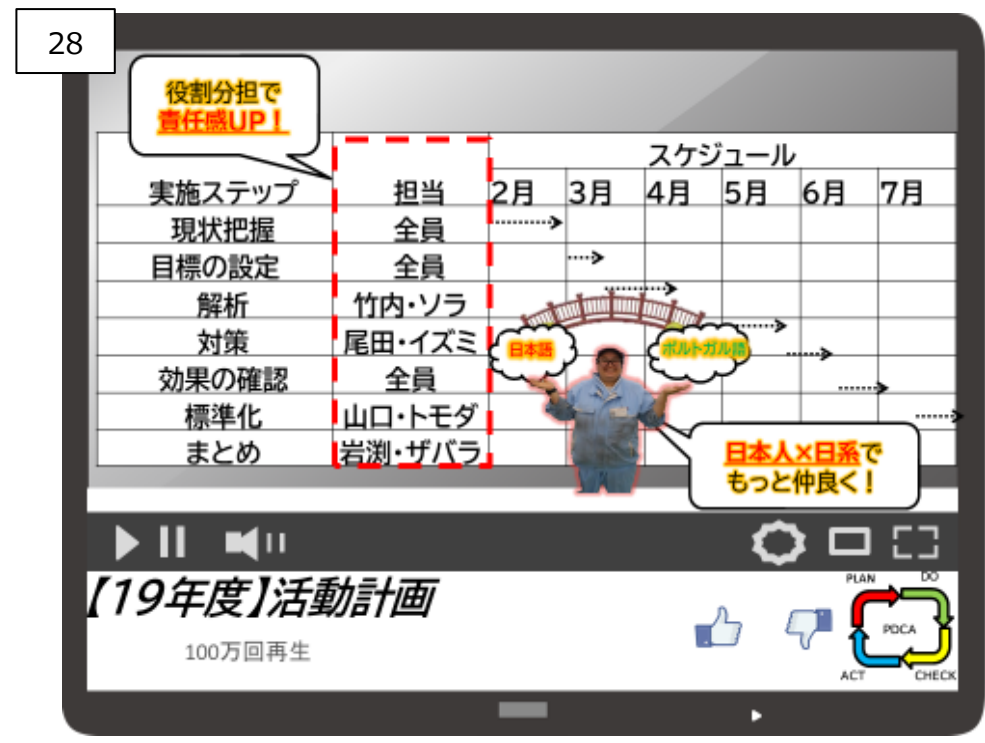 28
役割分担で
責任感UP!
スケジュール
実施ステップ 担当 2月 3月 4月 5月 6月 7月
現状把握 全員
目標の設定 全員
解析 竹内・ソラ
対策 尾田・イズミ
効果の確認 全員
標準化 山口・トモダ
まとめ 岩渕・ザバラ
日本語
ポルトガル語
日本人×日系で
もっと仲良く!
【19年度】活動計画
100万回再生
PLAN
DO
PDCA
ACT
CHECK